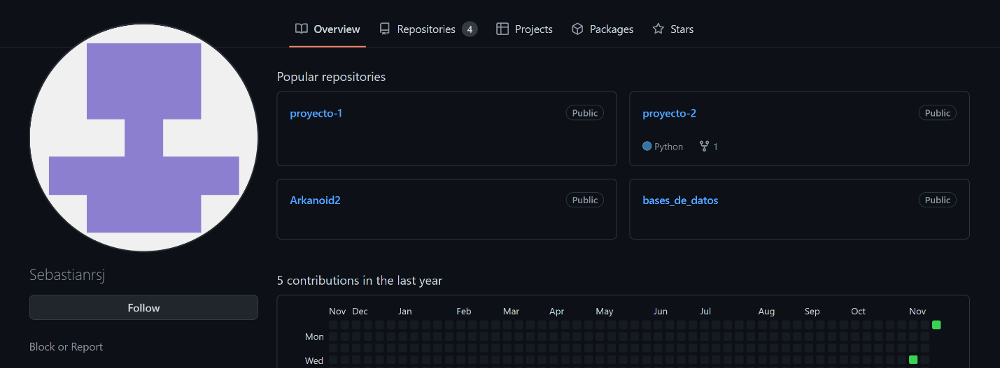 Overview Repositories 4 Projects Packages Stars
Popular repositories
proyecto-1 Public
proyecto-2 Public
Python 1
Arkanoid2 Public
bases_de_datos Public
Sebastianrsj
Follow
Block or Report
5 contributions in the last year
Nov Dec Jan Feb Mar Apr May Jun Jul Aug Sep Oct Nov
Mon
Wed